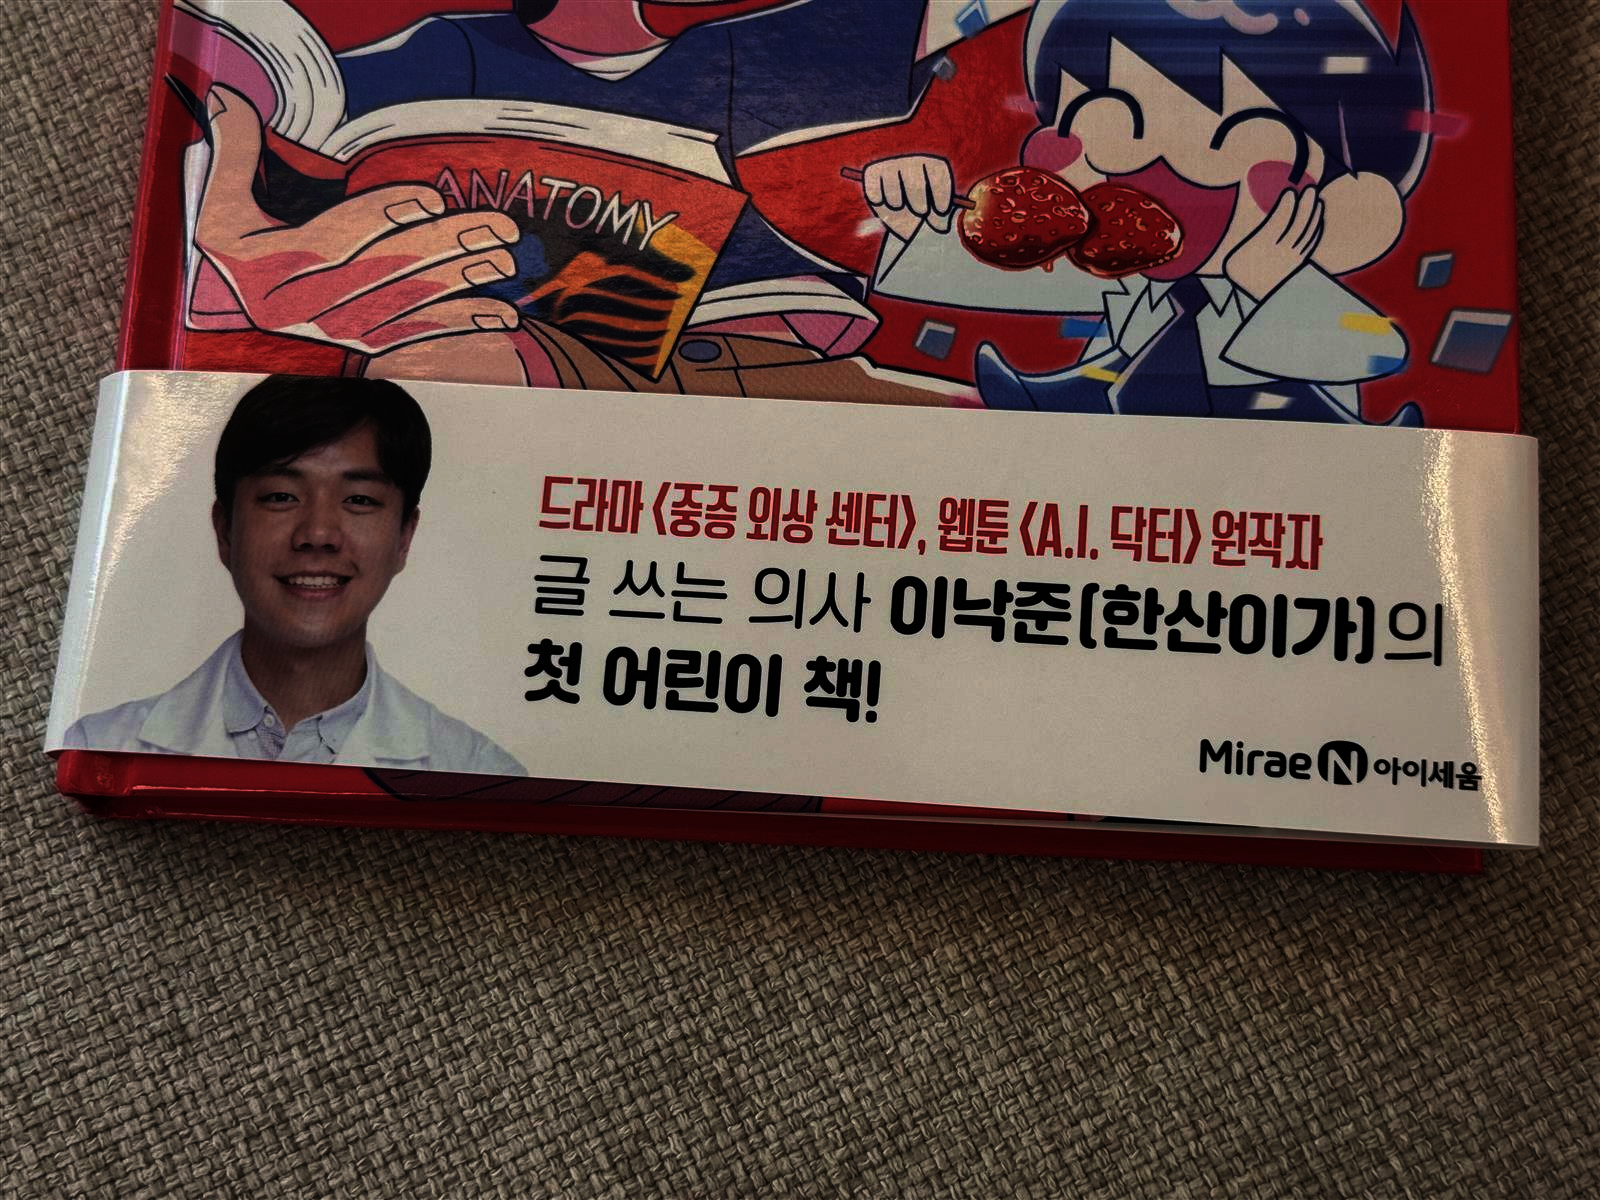 ANATOMY
드라마 〈중증 외상 센터〉, 웹툰 〈A.I. 닥터〉 원작자
글 쓰는 의사 이낙준(한산이가)의
첫 어린이 책!
Mirae N 아이세움